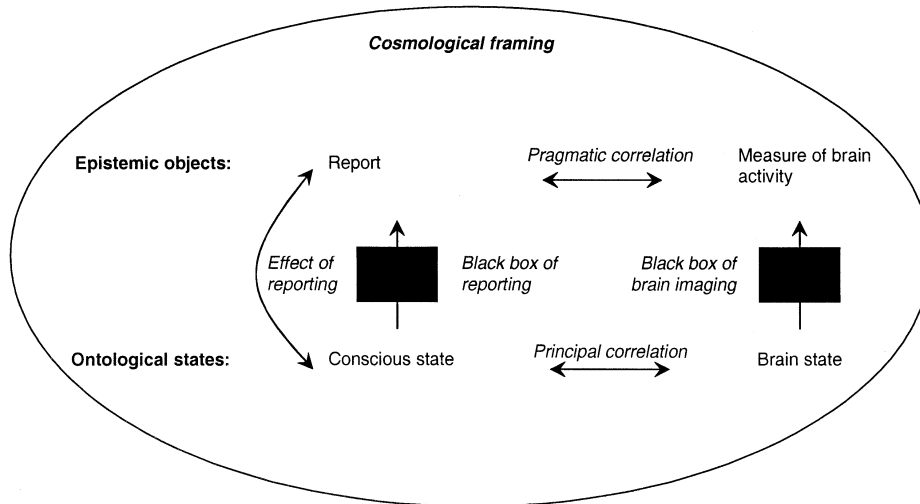 Cosmological framing
Epistemic objects:
Report
Pragmatic correlation
Measure of brain
activity
Effect of
reporting
Black box of
reporting
Black box of
brain imaging
Ontological states:
Conscious state
Principal correlation
Brain state